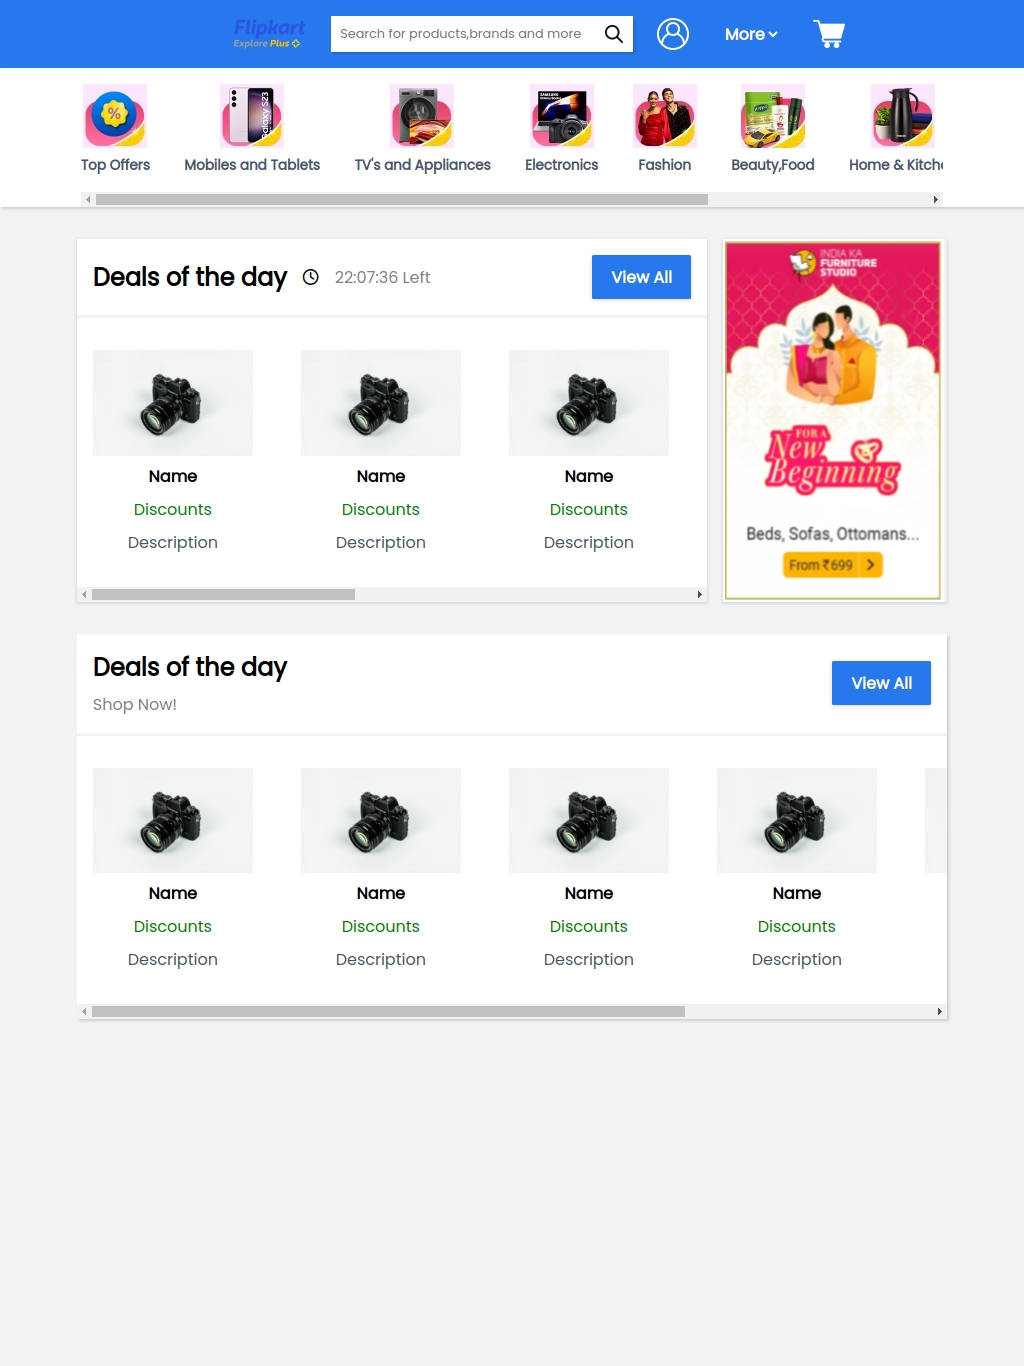 Flipkart
Explore Plus
Search for products,brands and more
More
Top Offers
Mobiles and Tablets
TV's and Appliances
Electronics
Fashion
Beauty,Food
Home & Kitche
Galaxy S23
SAMSUNG
%
Deals of the day
22:07:36 Left
View All
Name
Name
Name
Discounts
Discounts
Discounts
Description
Description
Description
INDIA KA
FURNITURE
STUDIO
FOR A
New
Beginning
Beds, Sofas, Ottomans...
From ₹699
Deals of the day
Shop Now!
View All
Name
Name
Name
Name
Discounts
Discounts
Discounts
Discounts
Description
Description
Description
Description